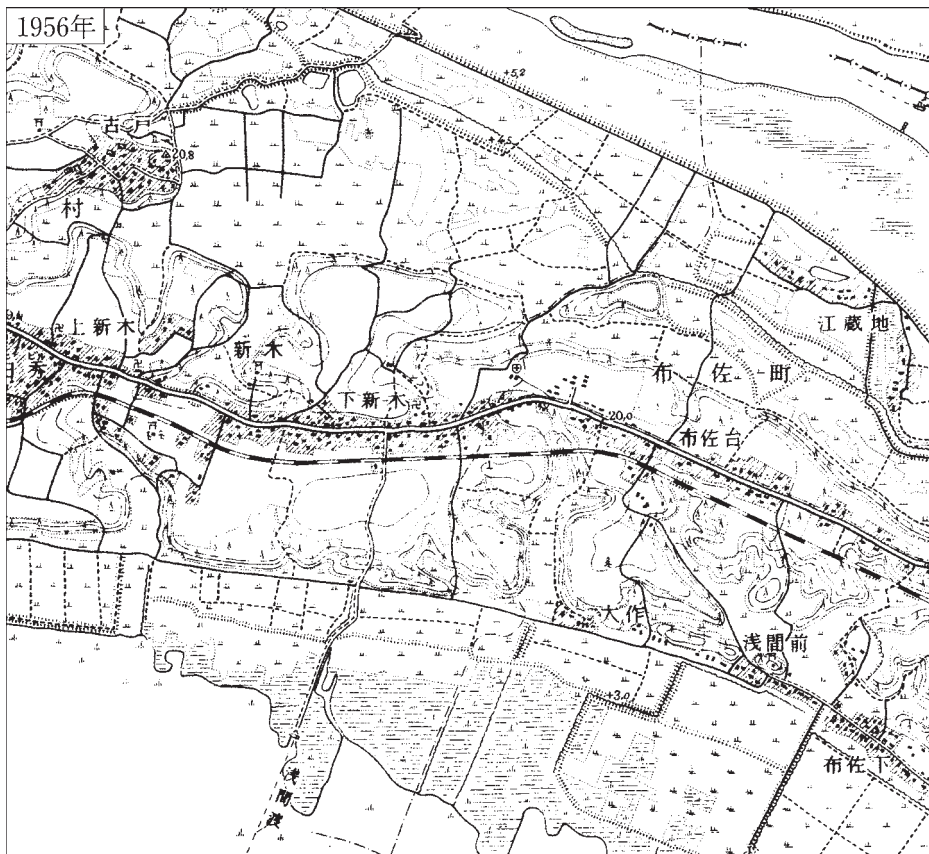 1956年
+5.2
古戸
20.8
村
江蔵地
上新木
新木
布佐町
下新木
20.0
布佐台
大作
浅間前
+3.0
布佐下
浅間渡